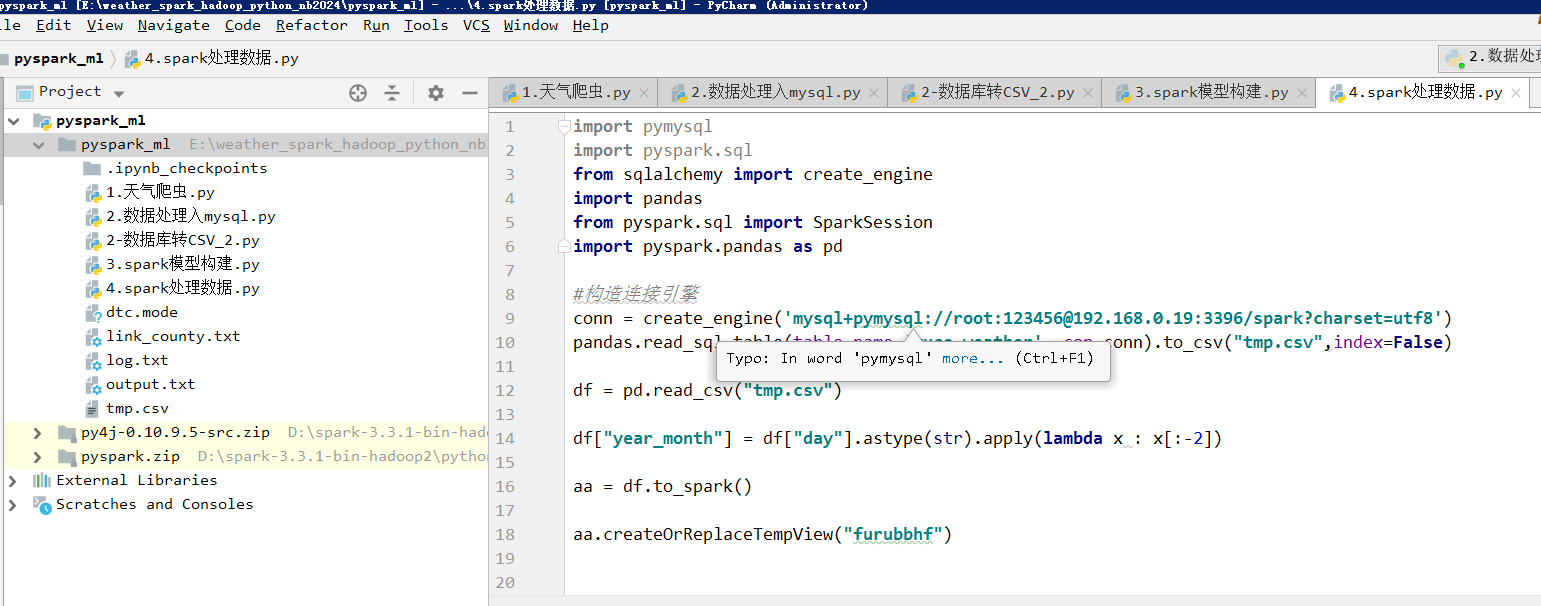 pyspark_ml [E:\weather_spark_hadoop_python_nb2024\pyspark_ml] - ...\4.spark处理数据.py [pyspark_ml] - PyCharm (Administrator)
le Edit View Navigate Code Refactor Run Tools VCS Window Help
pyspark_ml 4.spark处理数据.py 2.数据处理
Project 1.天气爬虫.py 2.数据处理入mysql.py 2-数据库转CSV_2.py 3.spark模型构建.py 4.spark处理数据.py
pyspark_ml
pyspark_ml E:\weather_spark_hadoop_python_nb
.ipynb_checkpoints
1.天气爬虫.py
2.数据处理入mysql.py
2-数据库转CSV_2.py
3.spark模型构建.py
4.spark处理数据.py
dtc.mode
link_county.txt
log.txt
output.txt
tmp.csv
py4j-0.10.9.5-src.zip D:\spark-3.3.1-bin-had
pyspark.zip D:\spark-3.3.1-bin-hadoop2\pytho
External Libraries
Scratches and Consoles
1 import pymysql
2 import pyspark.sql
3 from sqlalchemy import create_engine
4 import pandas
5 from pyspark.sql import SparkSession
6 import pyspark.pandas as pd
7
8 #构造连接引擎
9 conn = create_engine('mysql+pymysql://root:123456@192.168.0.19:3396/spark?charset=utf8')
10 pandas.read_sql_table(table_name weather', con conn).to_csv("tmp.csv",index=False)
Typo: In word 'pymysql' more... (Ctrl+F1)
11
12 df = pd.read_csv("tmp.csv")
13
14 df["year_month"] = df["day"].astype(str).apply(lambda x : x[:-2])
15
16 aa = df.to_spark()
17
18 aa.createOrReplaceTempView("furubbhf")
19
20